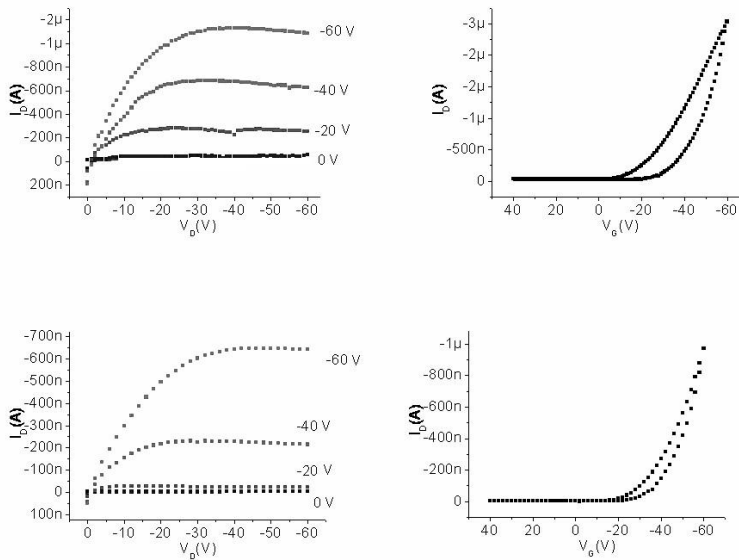 -2µ
-1µ
-800n
-600n
-400n
-200n
0
200n
I_D(A)
-60 V
-40 V
-20 V
0 V
0 -10 -20 -30 -40 -50 -60
V_D(V)
-3µ
-2µ
-2µ
-1µ
-500n
0
I_D(A)
40 20 0 -20 -40 -60
V_G(V)
-700n
-600n
-500n
-400n
-300n
-200n
-100n
0
100n
I_D(A)
-60 V
-40 V
-20 V
0 V
0 -10 -20 -30 -40 -50 -60
V_D(V)
-1µ
-800n
-600n
-400n
-200n
0
I_D(A)
40 20 0 -20 -40 -60
V_G(V)